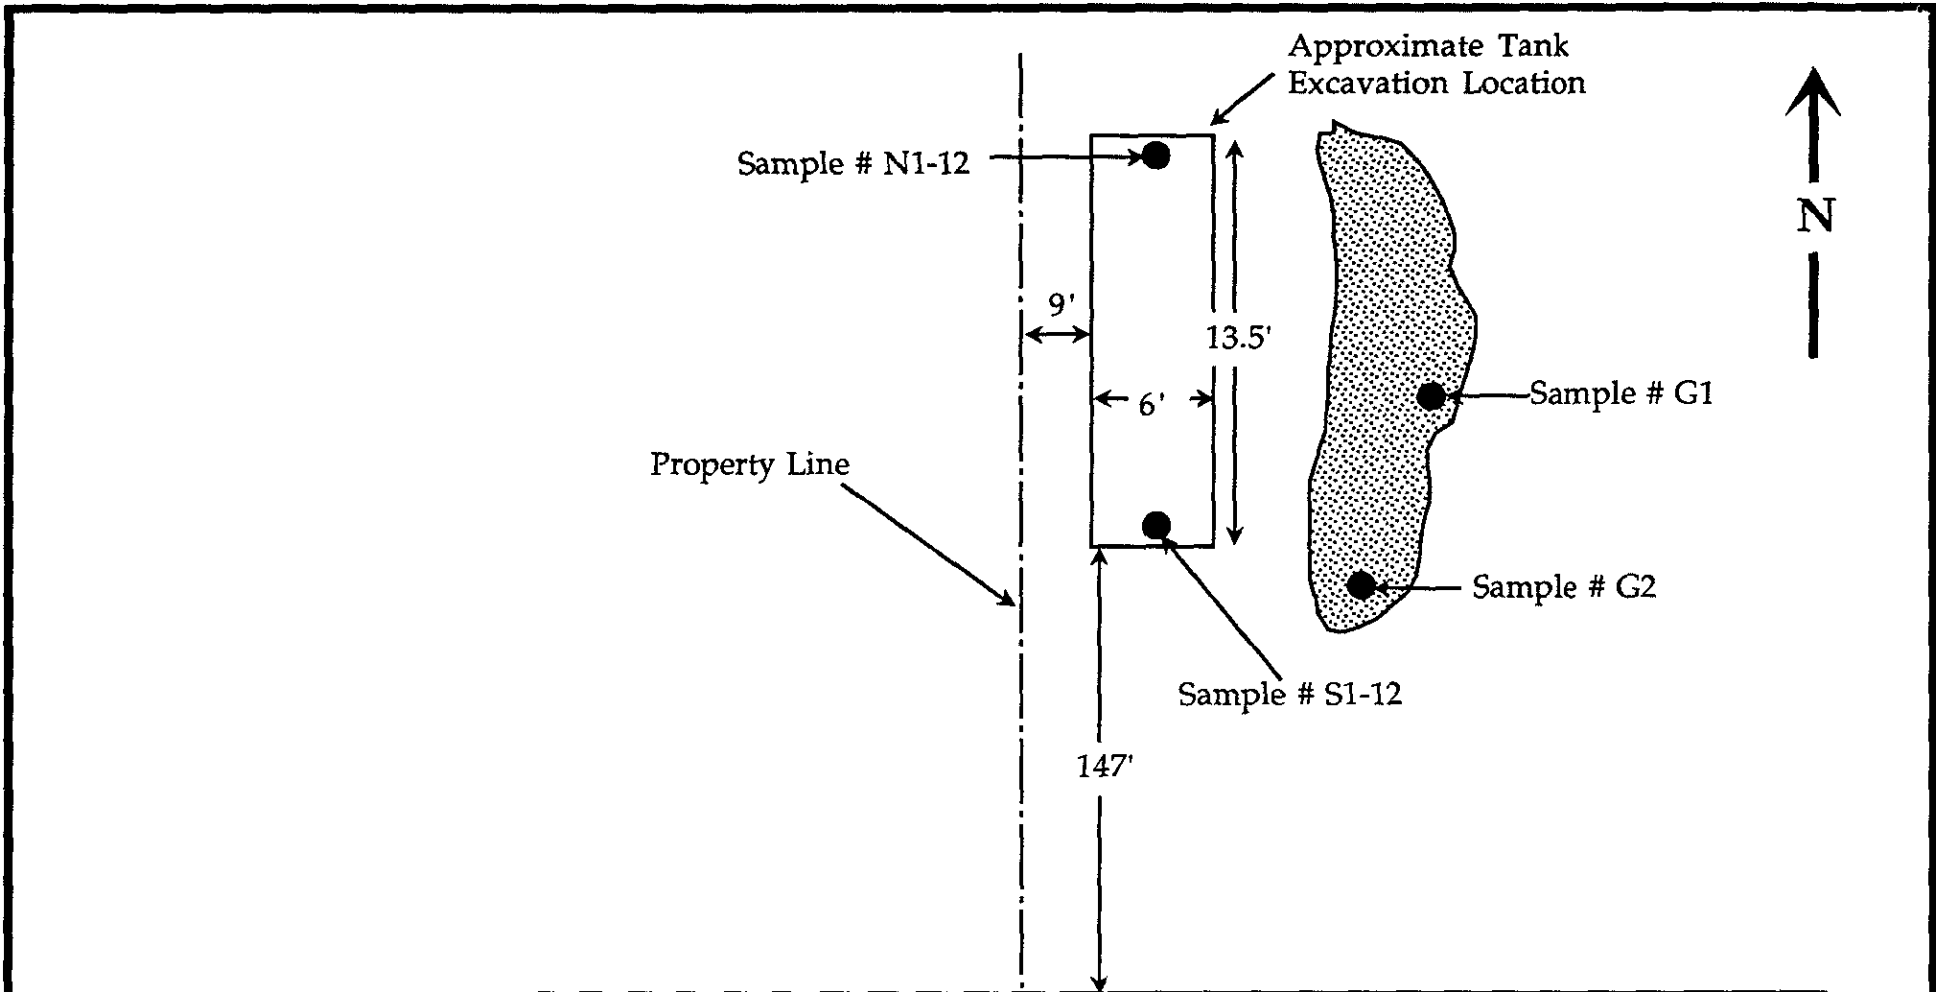 Approximate Tank
Excavation Location
Sample # N1-12
N
9'
13.5'
6'
Sample # G1
Property Line
Sample # G2
Sample # S1-12
147'